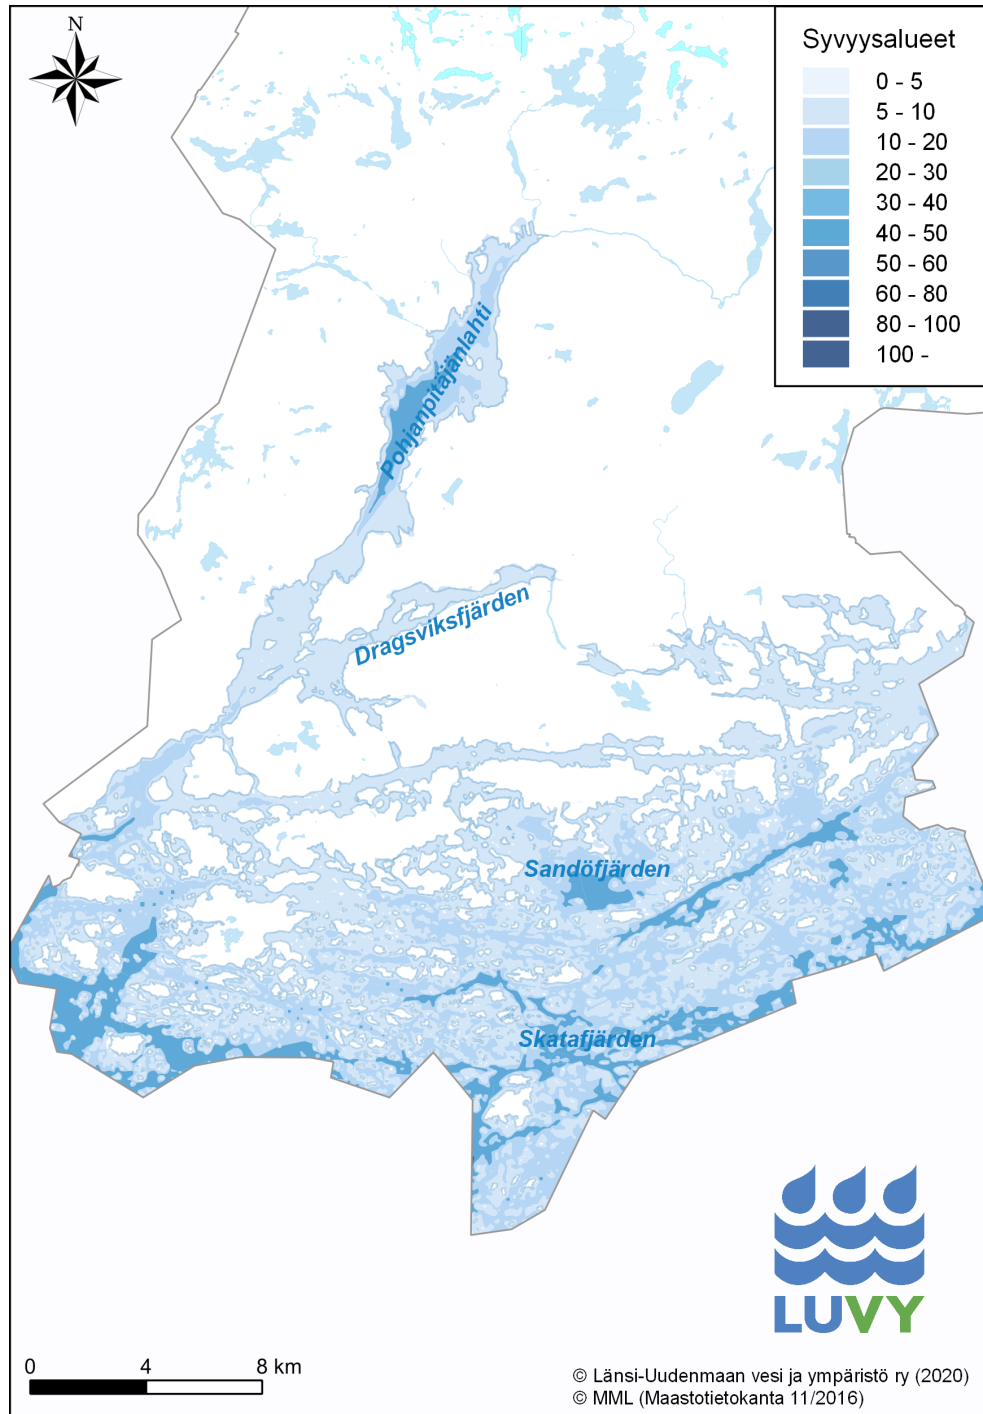 N
Syvyysalueet
0 - 5
5 - 10
10 - 20
20 - 30
30 - 40
40 - 50
50 - 60
60 - 80
80 - 100
100 -
Pohjanpitäjänlahti
Dragsviksfjärden
Sandöfjärden
Skatafjärden
LUVY
0 4 8 km
© Länsi-Uudenmaan vesi ja ympäristö ry (2020)
© MML (Maastotietokanta 11/2016)